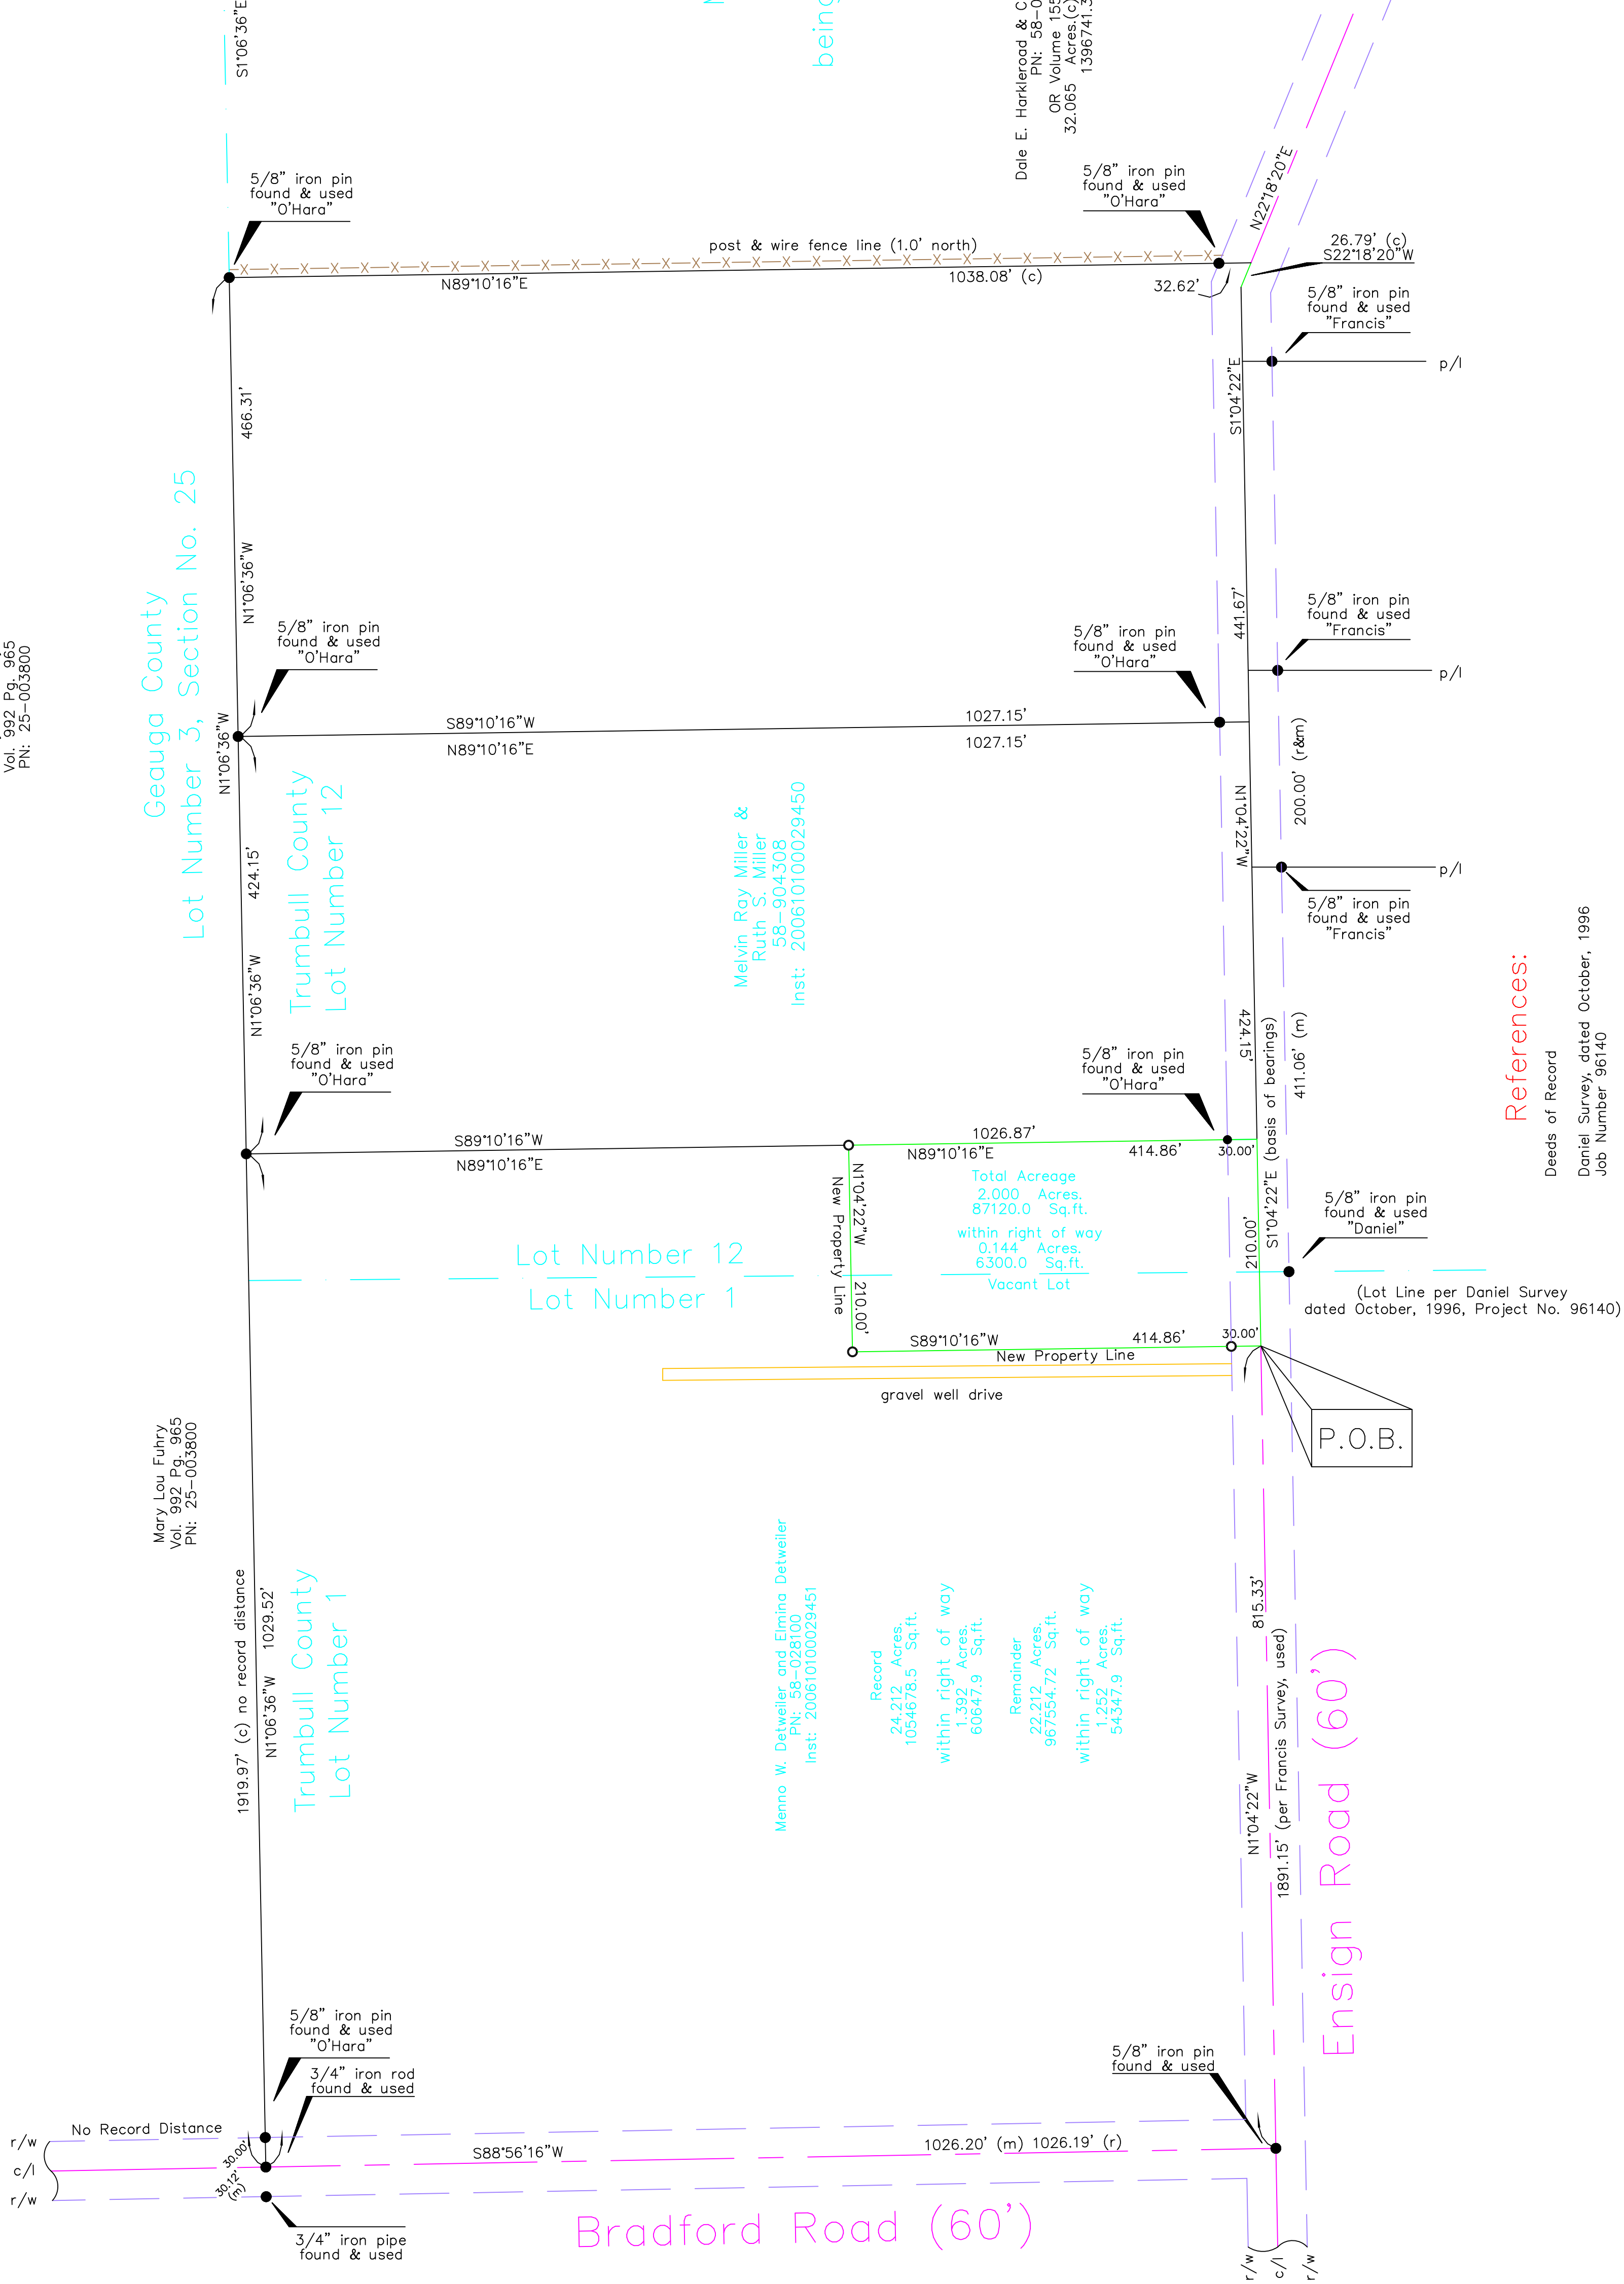 S1°06'36"E
being
Dale E. Harkleroad & C
PN: 58-0
OR Volume 155
32.065 Acres.(c)
1396741.3
N22°18'20"E
5/8" iron pin
found & used
"O'Hara"
5/8" iron pin
found & used
"O'Hara"
post & wire fence line (1.0' north)
N89°10'16"E
1038.08' (c)
32.62'
26.79' (c)
S22°18'20"W
5/8" iron pin
found & used
"Francis"
p/l
S1°04'22"E
466.31'
N1°06'36"W
Geauga County
Lot Number 3, Section No. 25
Vol. 992 Pg. 965
PN: 25-003800
5/8" iron pin
found & used
"O'Hara"
5/8" iron pin
found & used
"O'Hara"
441.67'
5/8" iron pin
found & used
"Francis"
p/l
N1°06'36"W
S89°10'16"W
1027.15'
N89°10'16"E
1027.15'
200.00' (r&m)
N1°04'22"W
p/l
5/8" iron pin
found & used
"Francis"
424.15'
N1°06'36"W
Trumbull County
Lot Number 12
Melvin Ray Miller &
Ruth S. Miller
58-904308
Inst: 200610100029450
424.15'
411.06' (m)
S1°04'22"E (basis of bearings)
References:
Deeds of Record
Daniel Survey, dated October, 1996
Job Number 96140
5/8" iron pin
found & used
"O'Hara"
5/8" iron pin
found & used
"O'Hara"
S89°10'16"W
1026.87'
N89°10'16"E
N89°10'16"E
414.86'
30.00'
N1°04'22"W
210.00'
New Property Line
Total Acreage
2.000 Acres.
87120.0 Sq.ft.
within right of way
0.144 Acres.
6300.0 Sq.ft.
Vacant Lot
210.00'
5/8" iron pin
found & used
"Daniel"
Lot Number 12
Lot Number 1
(Lot Line per Daniel Survey
dated October, 1996, Project No. 96140)
S89°10'16"W
414.86'
30.00'
New Property Line
gravel well drive
P.O.B.
Mary Lou Fuhry
Vol. 992 Pg. 965
PN: 25-003800
1919.97' (c) no record distance
N1°06'36"W 1029.52'
Trumbull County
Lot Number 1
Menno W. Detweiler and Elmina Detweiler
PN: 58-028100
Inst: 200610100029451
Record
24.212 Acres.
1054678.5 Sq.ft.
within right of way
1.392 Acres.
60647.9 Sq.ft.
Remainder
22.212 Acres.
967554.72 Sq.ft.
within right of way
1.252 Acres.
54347.9 Sq.ft.
815.33'
N1°04'22"W
1891.15' (per Francis Survey, used)
Ensign Road (60')
5/8" iron pin
found & used
"O'Hara"
3/4" iron rod
found & used
5/8" iron pin
found & used
No Record Distance
r/w
c/l
r/w
30.00'
30.12'
(m)
S88°56'16"W
1026.20' (m) 1026.19' (r)
3/4" iron pipe
found & used
Bradford Road (60')
r/w
c/l
r/w